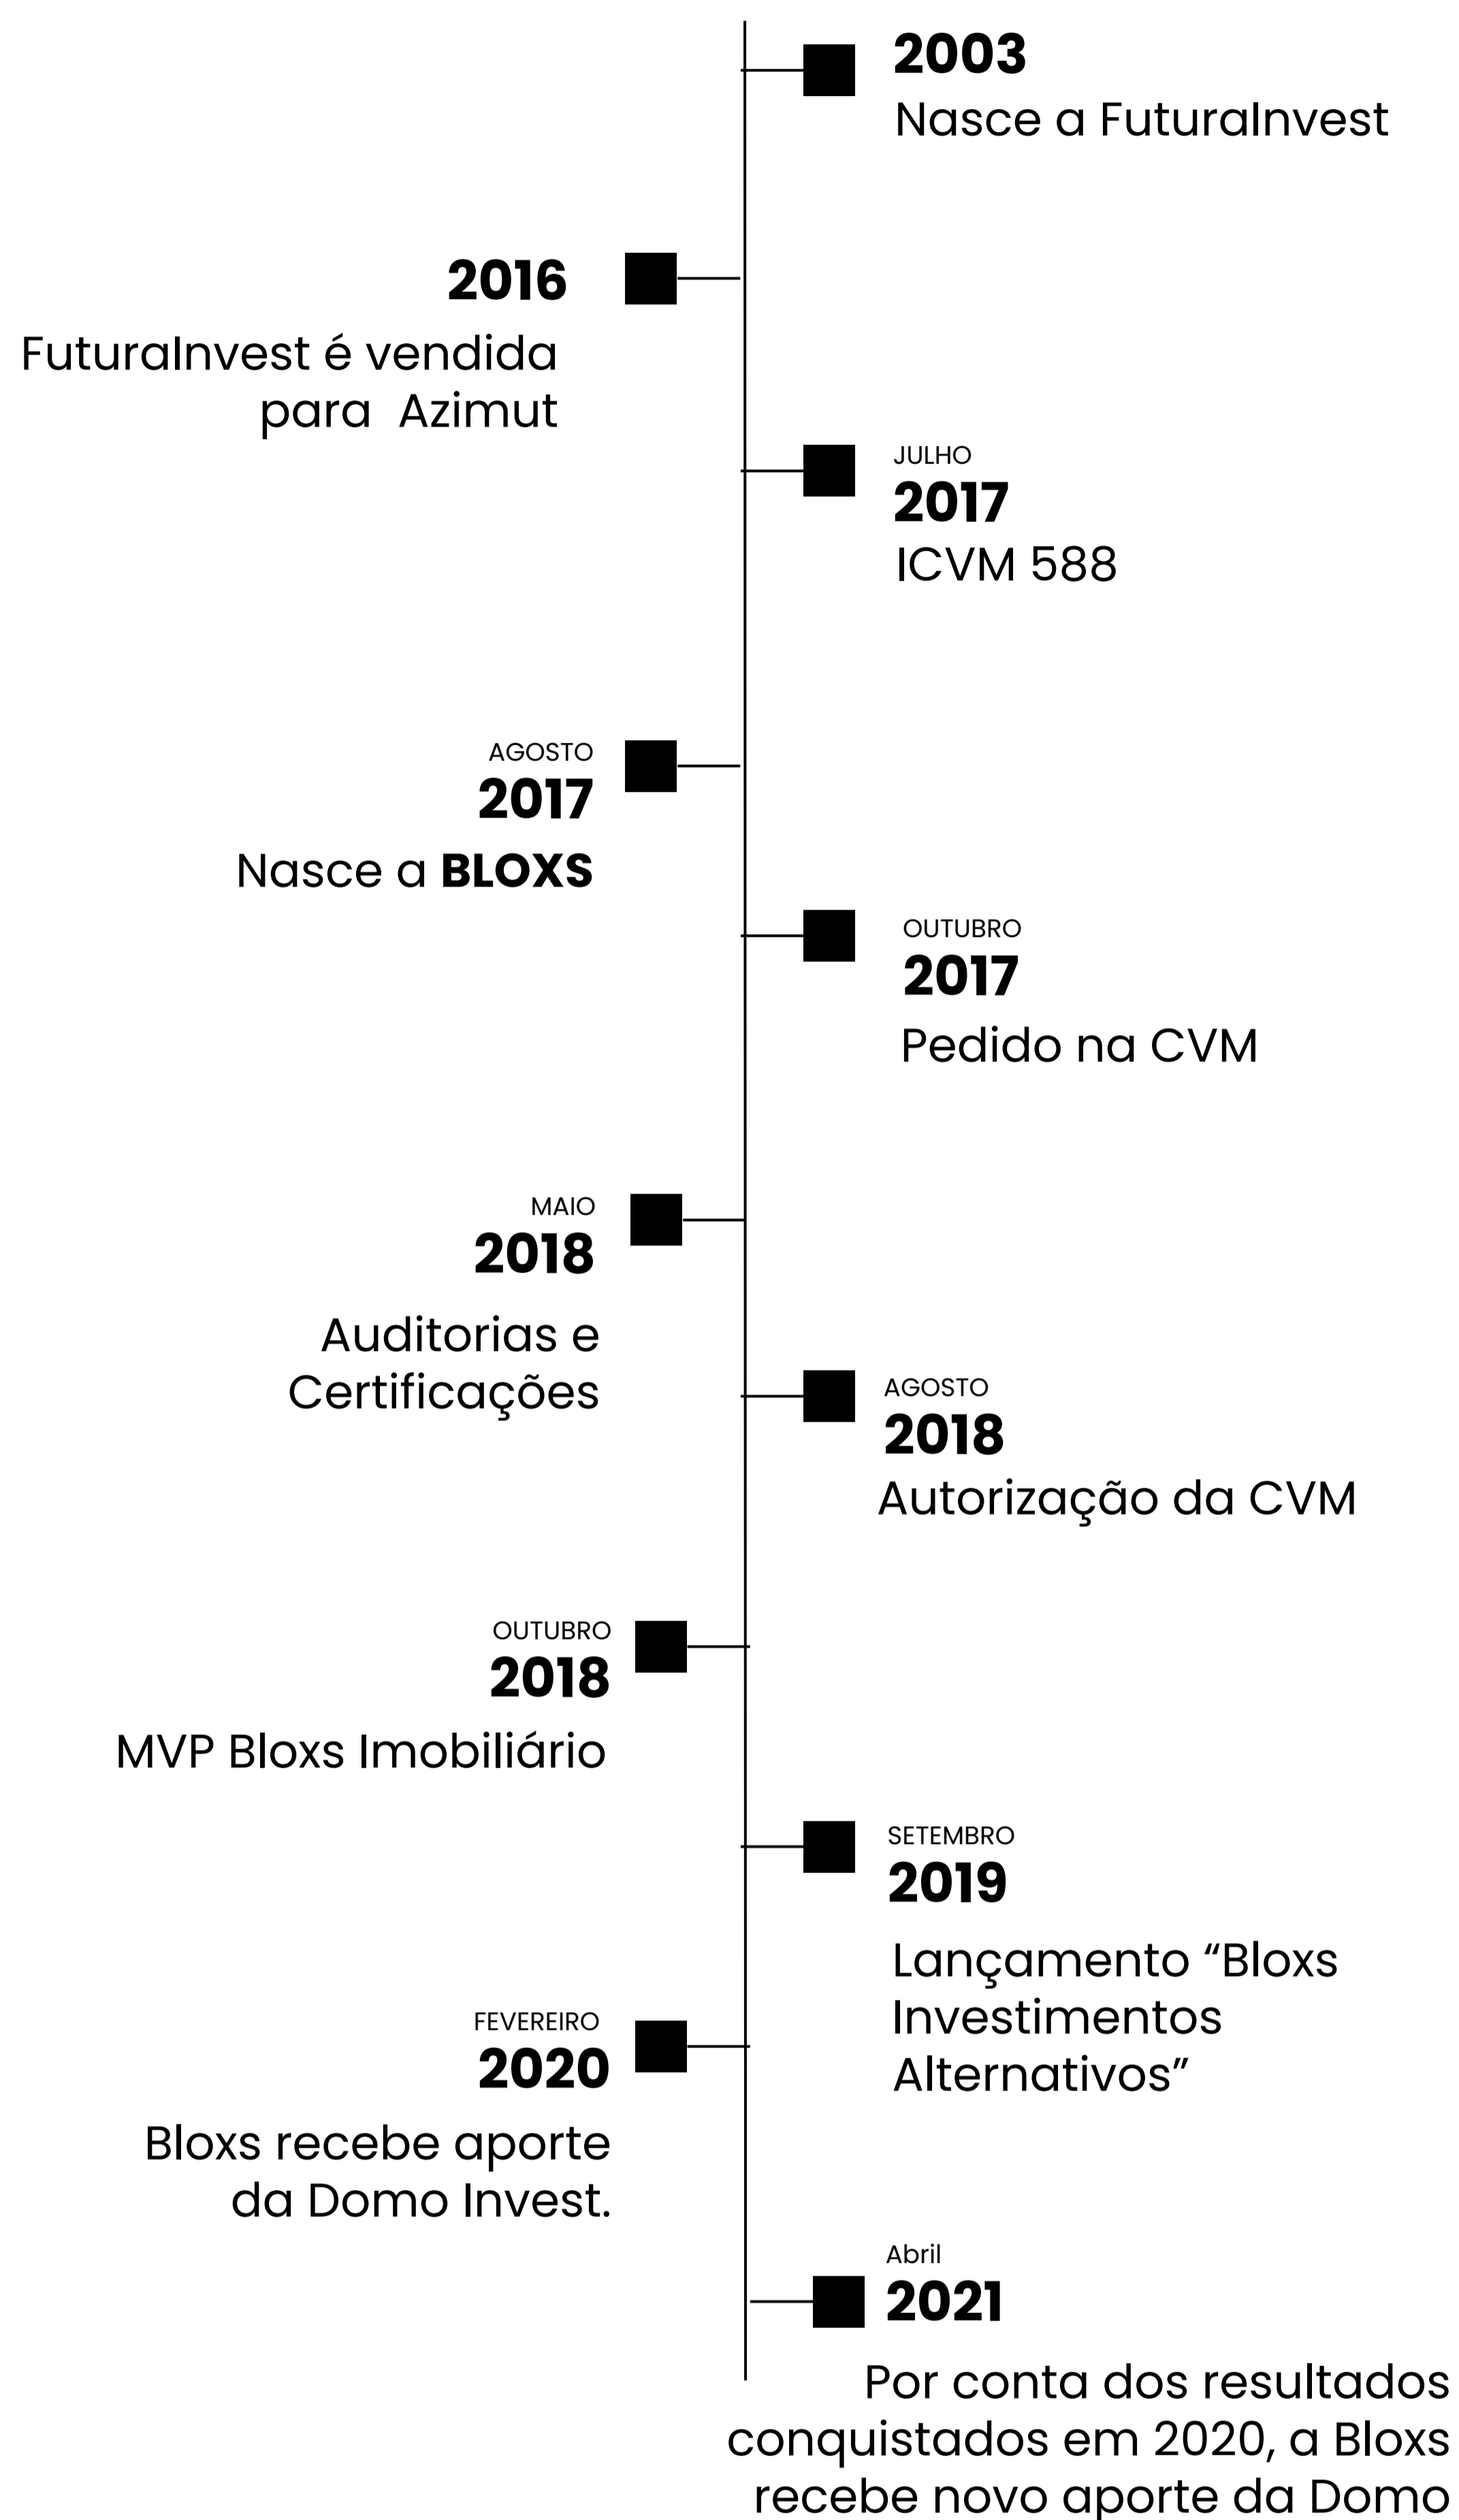 2003
Nasce a FuturaInvest
2016
FuturaInvest é vendida
para Azimut
JULHO
2017
ICVM 588
AGOSTO
2017
Nasce a BLOXS
OUTUBRO
2017
Pedido na CVM
MAIO
2018
Auditorias e
Certificações
AGOSTO
2018
Autorização da CVM
OUTUBRO
2018
MVP Bloxs Imobiliário
SETEMBRO
2019
Lançamento “Bloxs
Investimentos
Alternativos”
FEVEREIRO
2020
Bloxs recebe aporte
da Domo Invest.
Abril
2021
Por conta dos resultados
conquistados em 2020, a Bloxs
recebe novo aporte da Domo